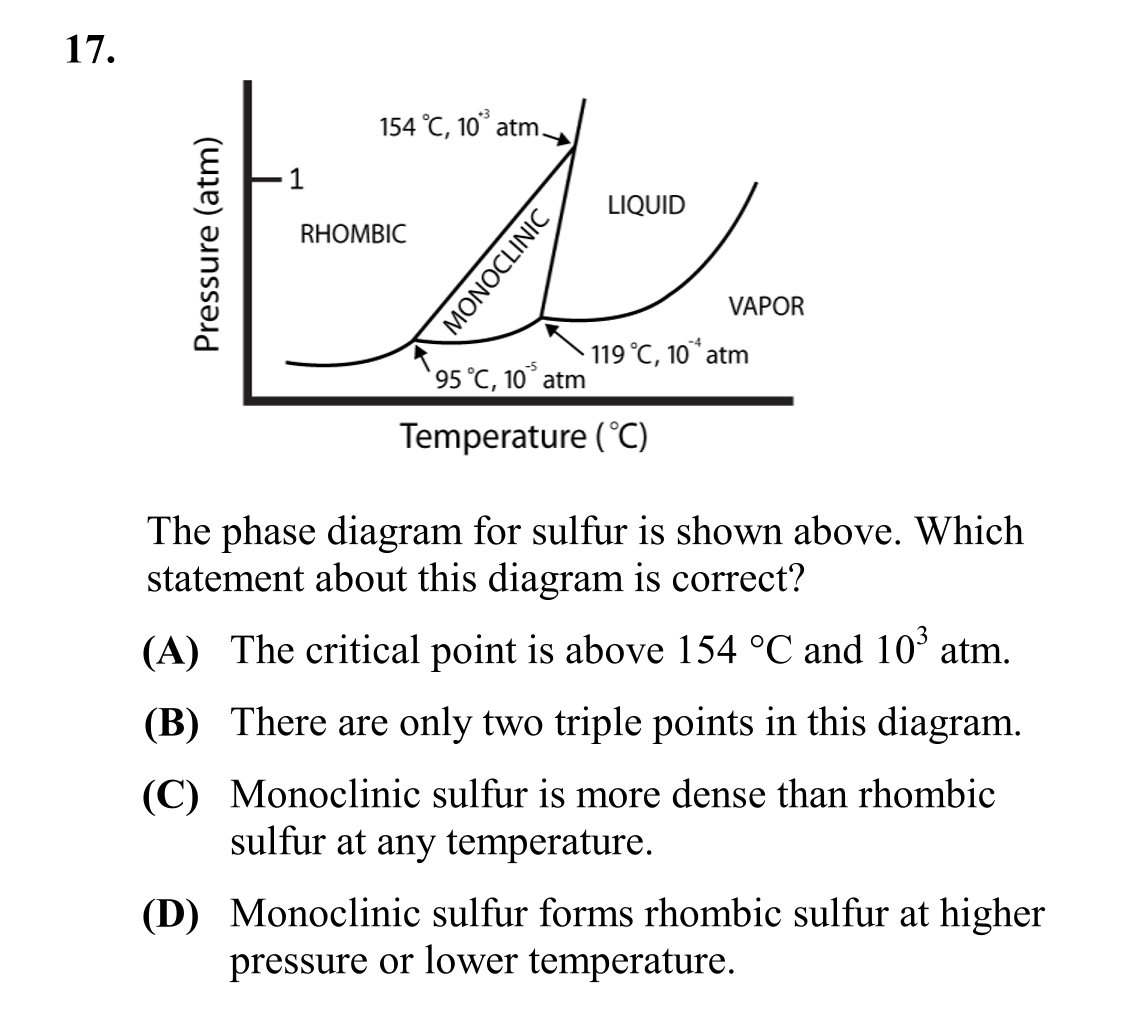 17.
154 °C, 10⁺³ atm
1
Pressure (atm)
RHOMBIC
MONOCLINIC
LIQUID
VAPOR
119 °C, 10⁻⁴ atm
95 °C, 10⁻⁵ atm
Temperature (°C)
The phase diagram for sulfur is shown above. Which
statement about this diagram is correct?
(A) The critical point is above 154 °C and 10³ atm.
(B) There are only two triple points in this diagram.
(C) Monoclinic sulfur is more dense than rhombic
sulfur at any temperature.
(D) Monoclinic sulfur forms rhombic sulfur at higher
pressure or lower temperature.